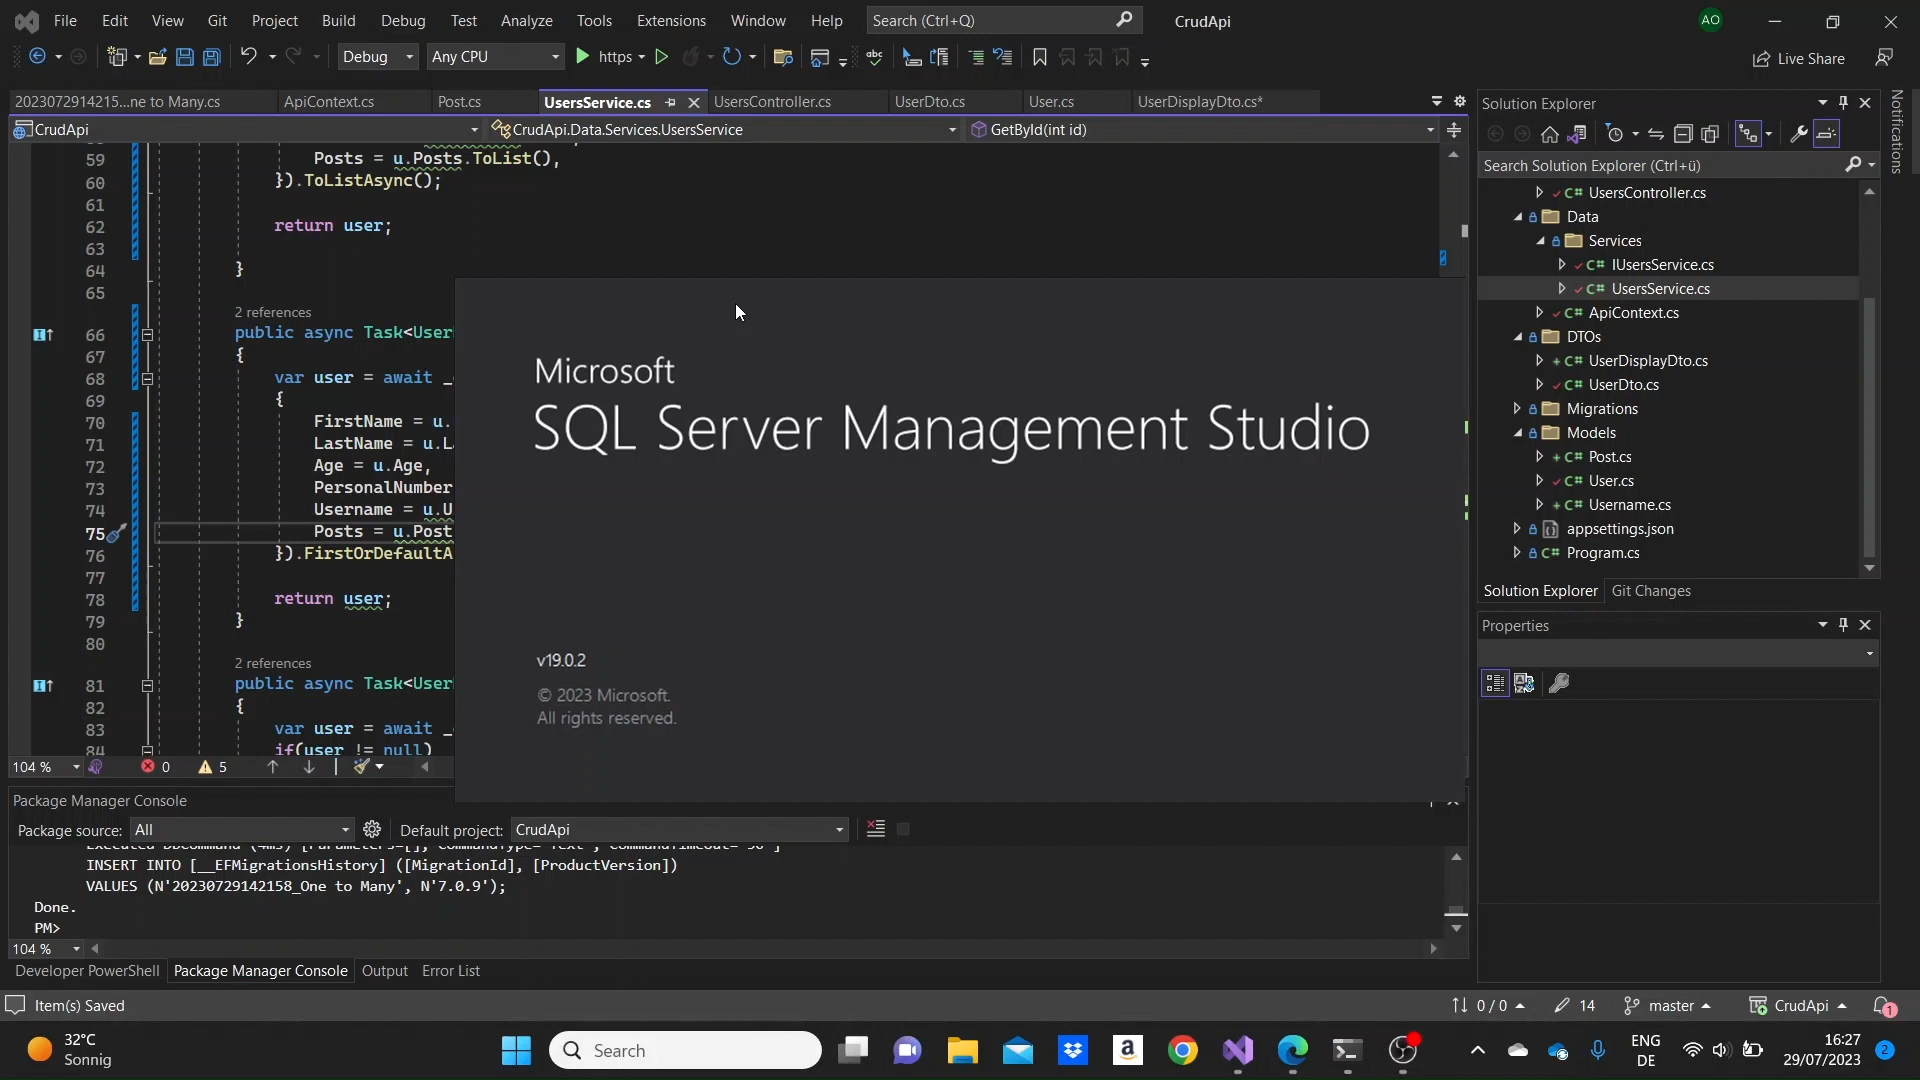 File Edit View Git Project Build Debug Test Analyze Tools Extensions Window Help Search (Ctrl+Q) CrudApi AO
Debug Any CPU https Live Share
2023072914215...ne to Many.cs ApiContext.cs Post.cs UsersService.cs UsersController.cs UserDto.cs User.cs UserDisplayDto.cs*
CrudApi CrudApi.Data.Services.UsersService GetById(int id)
59 Posts = u.Posts.ToList(),
60 }).ToListAsync();
61
62 return user;
63
64 }
65
2 references
66 public async Task<User
67 {
68 var user = await _
69 {
70 FirstName = u.
71 LastName = u.L
72 Age = u.Age,
73 PersonalNumber
74 Username = u.U
75 Posts = u.Post
76 }).FirstOrDefaultA
77
78 return user;
79 }
80
2 references
81 public async Task<User
82 {
83 var user = await _
84 if(user != null)
Microsoft
SQL Server Management Studio
v19.0.2
© 2023 Microsoft.
All rights reserved.
104 % 0 5
Package Manager Console
Package source: All Default project: CrudApi
INSERT INTO [__EFMigrationsHistory] ([MigrationId], [ProductVersion])
VALUES (N'20230729142158_One to Many', N'7.0.9');
Done.
PM>
104 %
Developer PowerShell Package Manager Console Output Error List
Solution Explorer
Search Solution Explorer (Ctrl+ü)
C# UsersController.cs
Data
Services
C# IUsersService.cs
C# UsersService.cs
C# ApiContext.cs
DTOs
C# UserDisplayDto.cs
C# UserDto.cs
Migrations
Models
C# Post.cs
C# User.cs
C# Username.cs
appsettings.json
C# Program.cs
Solution Explorer Git Changes
Properties
Notifications
Item(s) Saved 0 / 0 14 master CrudApi 1
32°C
Sonnig
Search
ENG
DE
16:27
29/07/2023
2